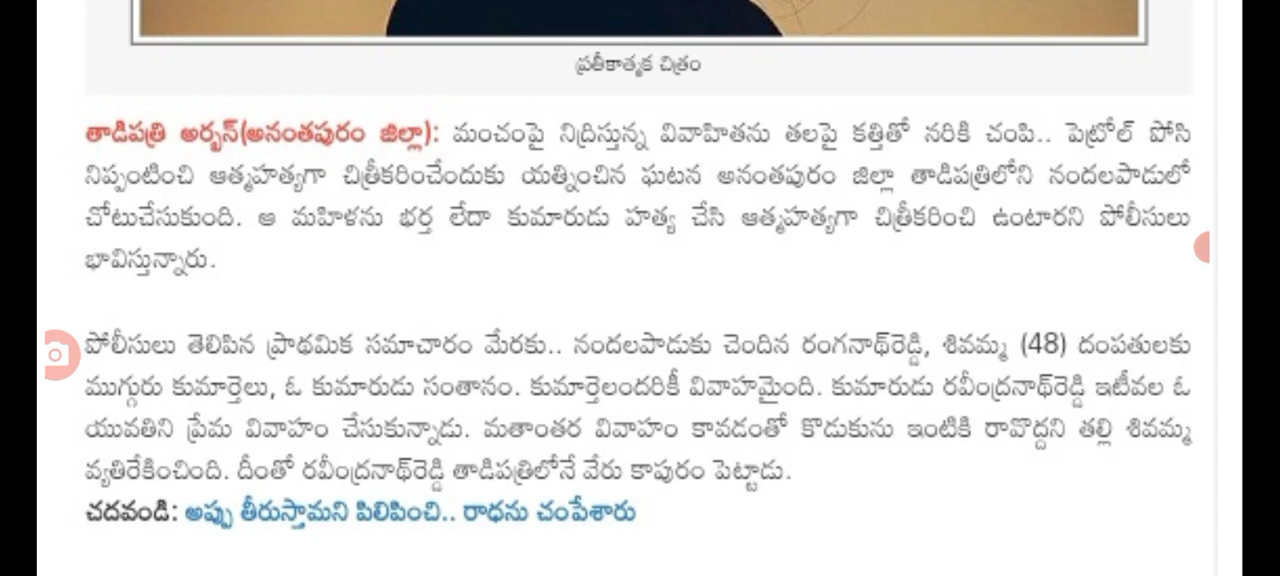 ప్రతీకాత్మక చిత్రం
తాడిపత్రి అర్బన్‌(అనంతపురం జిల్లా): మంచంపై నిద్రిస్తున్న వివాహితను తలపై కత్తితో నరికి చంపి.. పెట్రోల్‌ పోసి
నిప్పంటించి ఆత్మహత్యగా చిత్రీకరించేందుకు యత్నించిన ఘటన అనంతపురం జిల్లా తాడిపత్రిలోని నందలపాడులో
చోటుచేసుకుంది. ఆ మహిళను భర్త లేదా కుమారుడు హత్య చేసి ఆత్మహత్యగా చిత్రీకరించి ఉంటారని పోలీసులు
భావిస్తున్నారు.
పోలీసులు తెలిపిన ప్రాథమిక సమాచారం మేరకు.. నందలపాడుకు చెందిన రంగనాథ్‌రెడ్డి, శివమ్మ (48) దంపతులకు
ముగ్గురు కుమార్తెలు, ఓ కుమారుడు సంతానం. కుమార్తెలందరికీ వివాహమైంది. కుమారుడు రవీంద్రనాథ్‌రెడ్డి ఇటీవల ఓ
యువతిని ప్రేమ వివాహం చేసుకున్నాడు. మతాంతర వివాహం కావడంతో కొడుకును ఇంటికి రావొద్దని తల్లి శివమ్మ
వ్యతిరేకించింది. దీంతో రవీంద్రనాథ్‌రెడ్డి తాడిపత్రిలోనే వేరు కాపురం పెట్టాడు.
చదవండి: అప్పు తీరుస్తామని పిలిపించి.. రాధను చంపేశారు